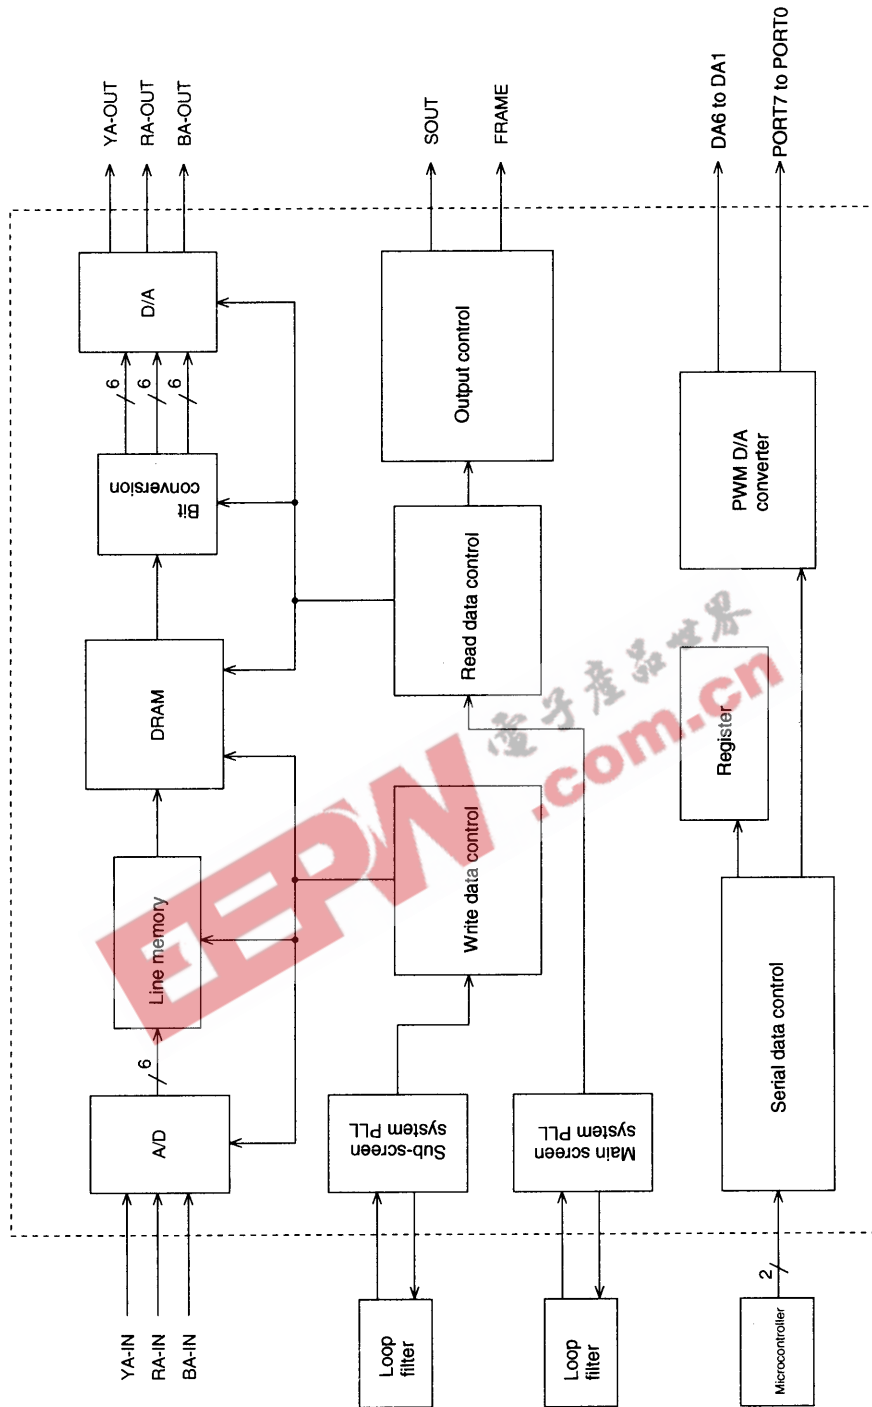 YA-IN
RA-IN
BA-IN
A/D
6
Line memory
DRAM
Bit
conversion
6
6
6
D/A
YA-OUT
RA-OUT
BA-OUT
Loop
filter
Sub-screen
system PLL
Write data control
Read data control
Output control
SOUT
FRAME
Loop
filter
Main screen
system PLL
Microcontroller
2
Serial data control
Register
PWM D/A
converter
DA6 to DA1
PORT7 to PORT0
EEPW
.com.cn
電子產品世界